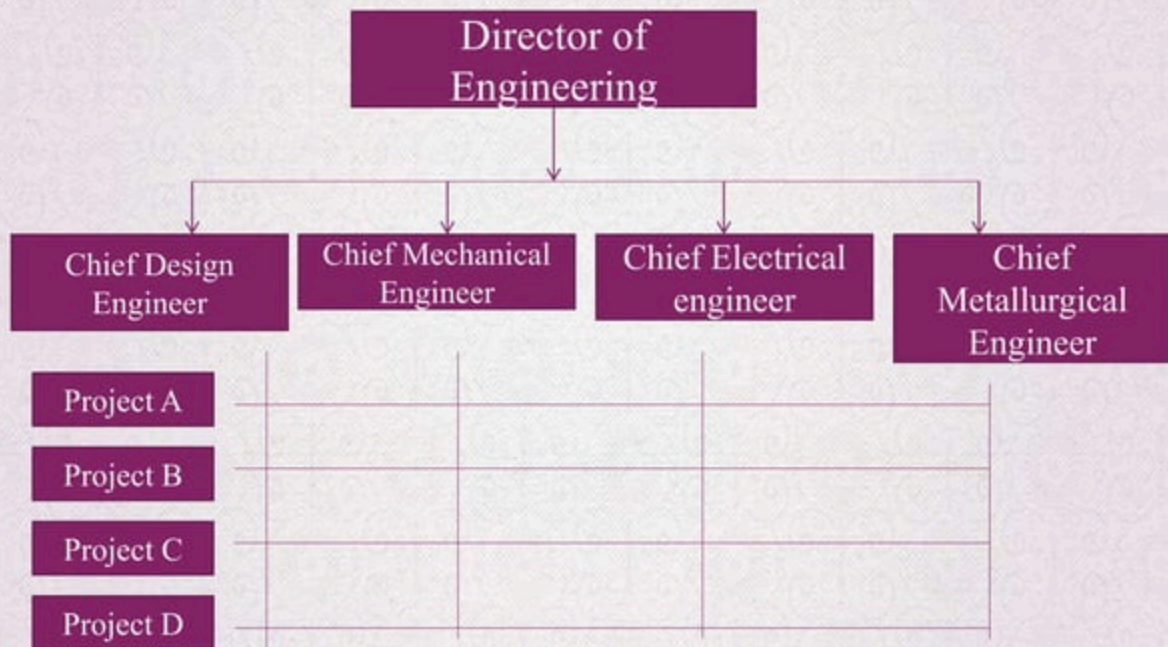 Director of
Engineering
Chief Design
Engineer
Chief Mechanical
Engineer
Chief Electrical
engineer
Chief
Metallurgical
Engineer
Project A
Project B
Project C
Project D